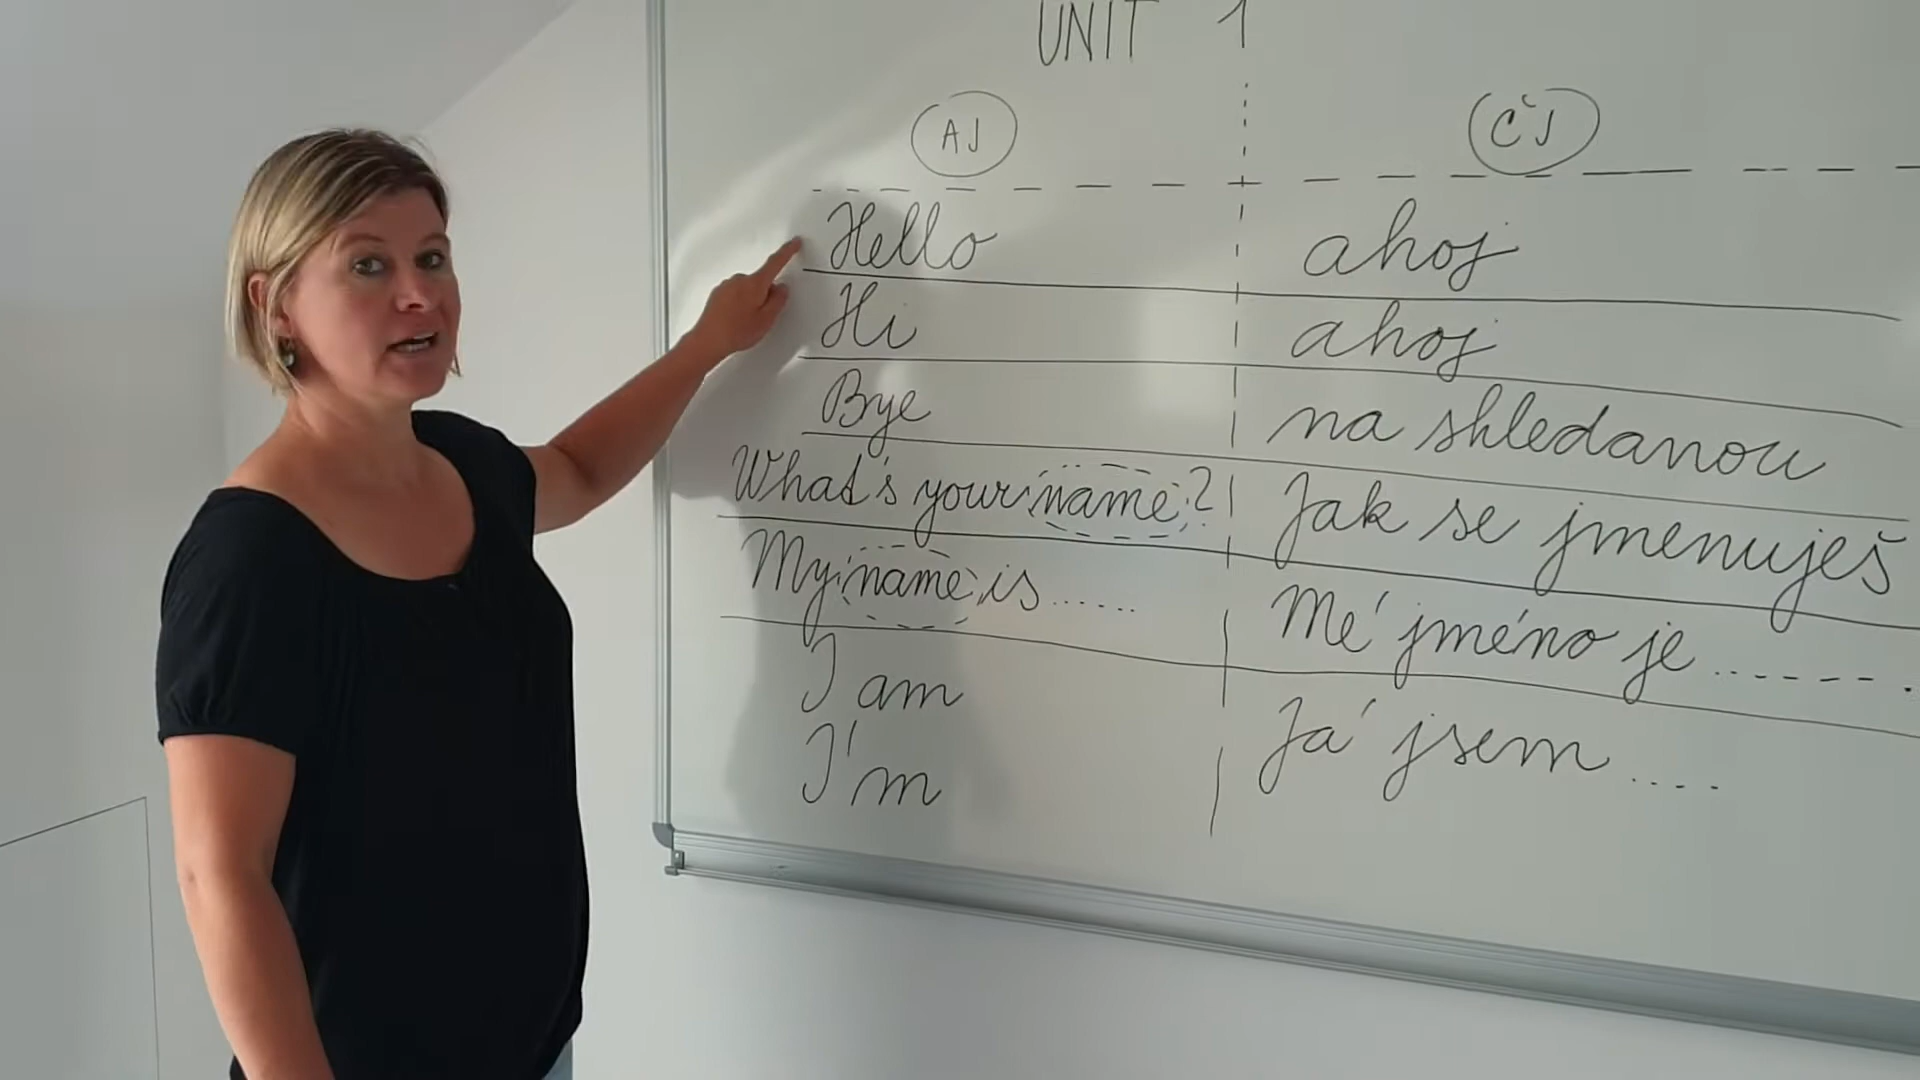 UNIT 1
AJ ČJ
Hello ahoj
Hi ahoj
Bye na shledanou
What's your name? Jak se jmenuješ
My name is...... Mé jméno je........
I am Já jsem....
I'm